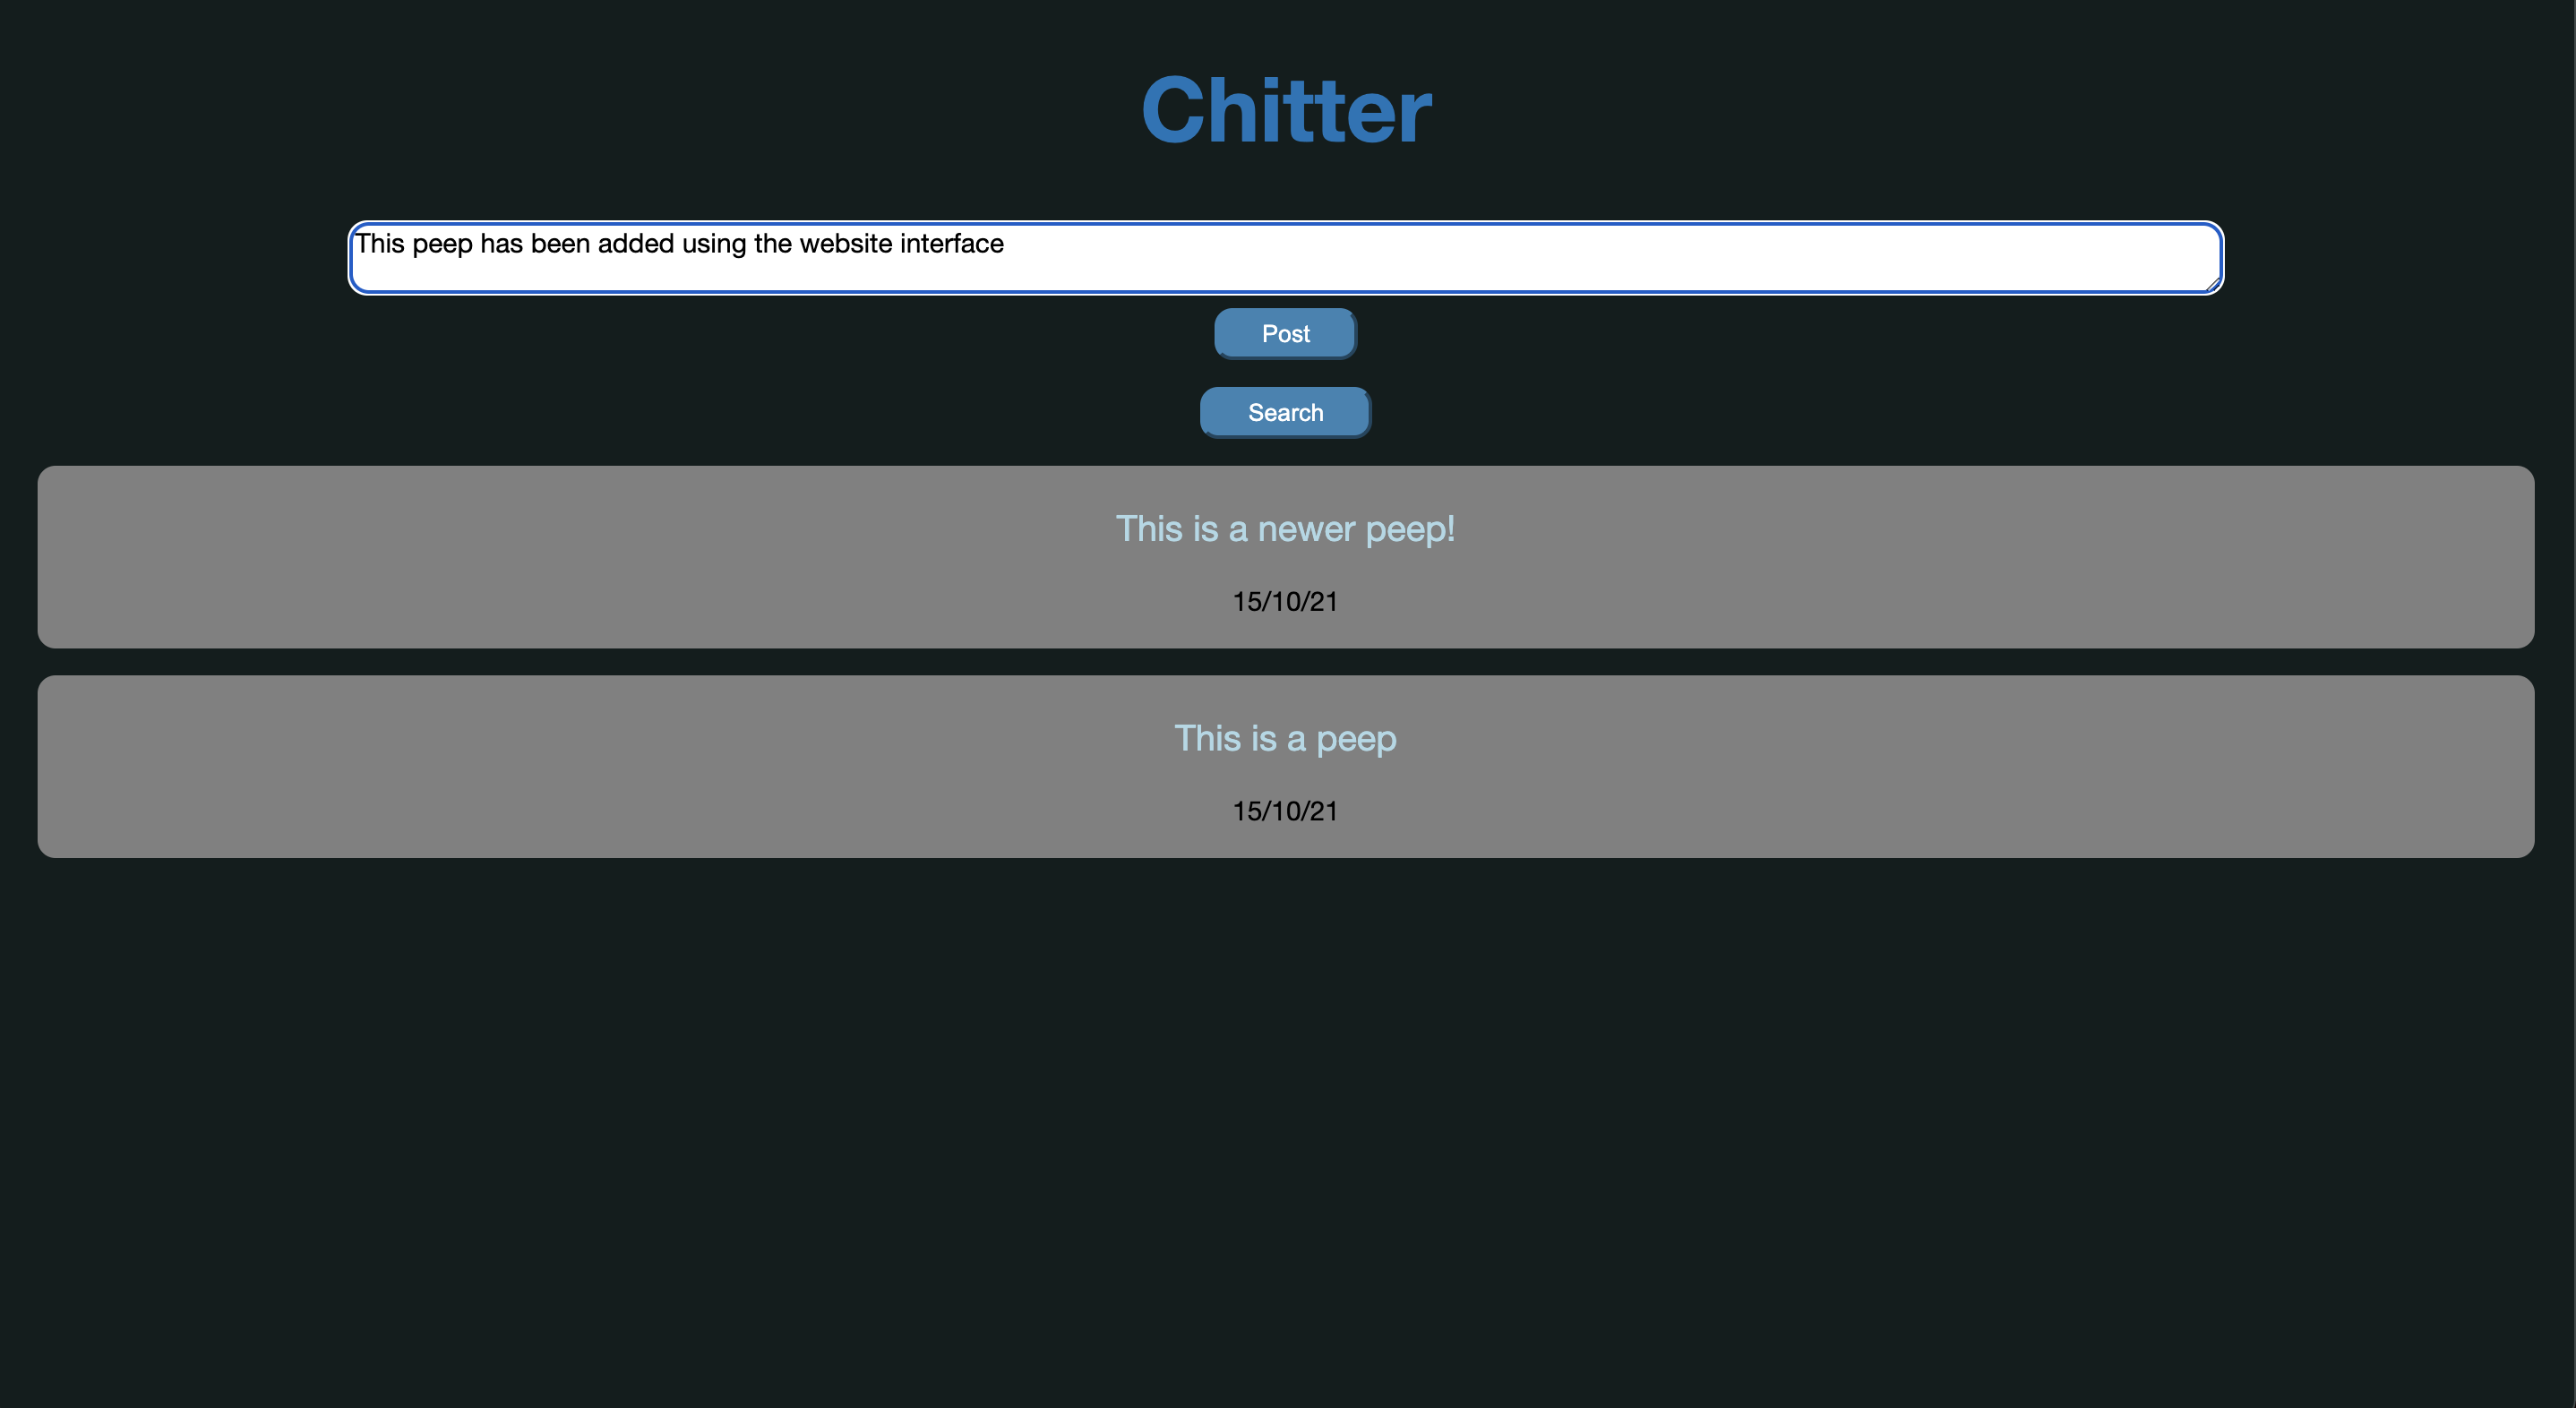 Chitter
This peep has been added using the website interface
Post
Search
This is a newer peep!
15/10/21
This is a peep
15/10/21